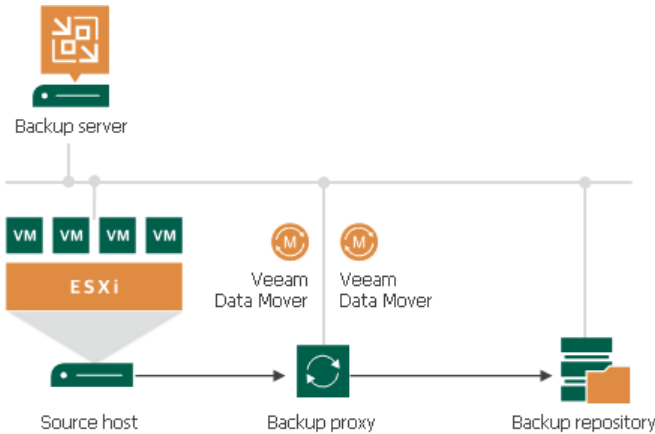 Backup server
VM VM VM VM
ESXi
M M
Veeam
Data Mover
Veeam
Data Mover
Source host
Backup proxy
Backup repository